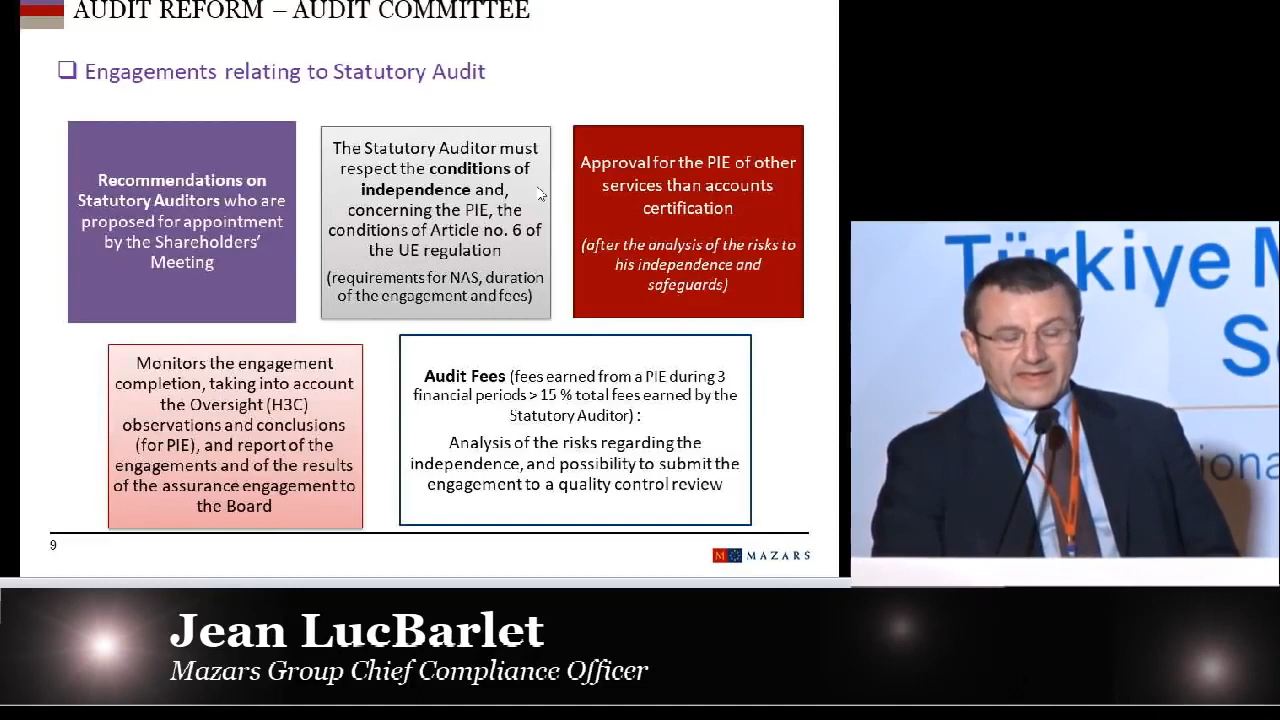 AUDIT REFORM – AUDIT COMMITTEE
Engagements relating to Statutory Audit
Recommendations on
Statutory Auditors who are
proposed for appointment
by the Shareholders’
Meeting
The Statutory Auditor must
respect the conditions of
independence and,
concerning the PIE, the
conditions of Article no. 6 of
the UE regulation
(requirements for NAS, duration
of the engagement and fees)
Approval for the PIE of other
services than accounts
certification
(after the analysis of the risks to
his independence and
safeguards)
Monitors the engagement
completion, taking into account
the Oversight (H3C)
observations and conclusions
(for PIE), and report of the
engagements and of the results
of the assurance engagement to
the Board
Audit Fees (fees earned from a PIE during 3
financial periods > 15 % total fees earned by the
Statutory Auditor) :
Analysis of the risks regarding the
independence, and possibility to submit the
engagement to a quality control review
9
M MAZARS
Türkiye M
S
iona
Jean LucBarlet
Mazars Group Chief Compliance Officer